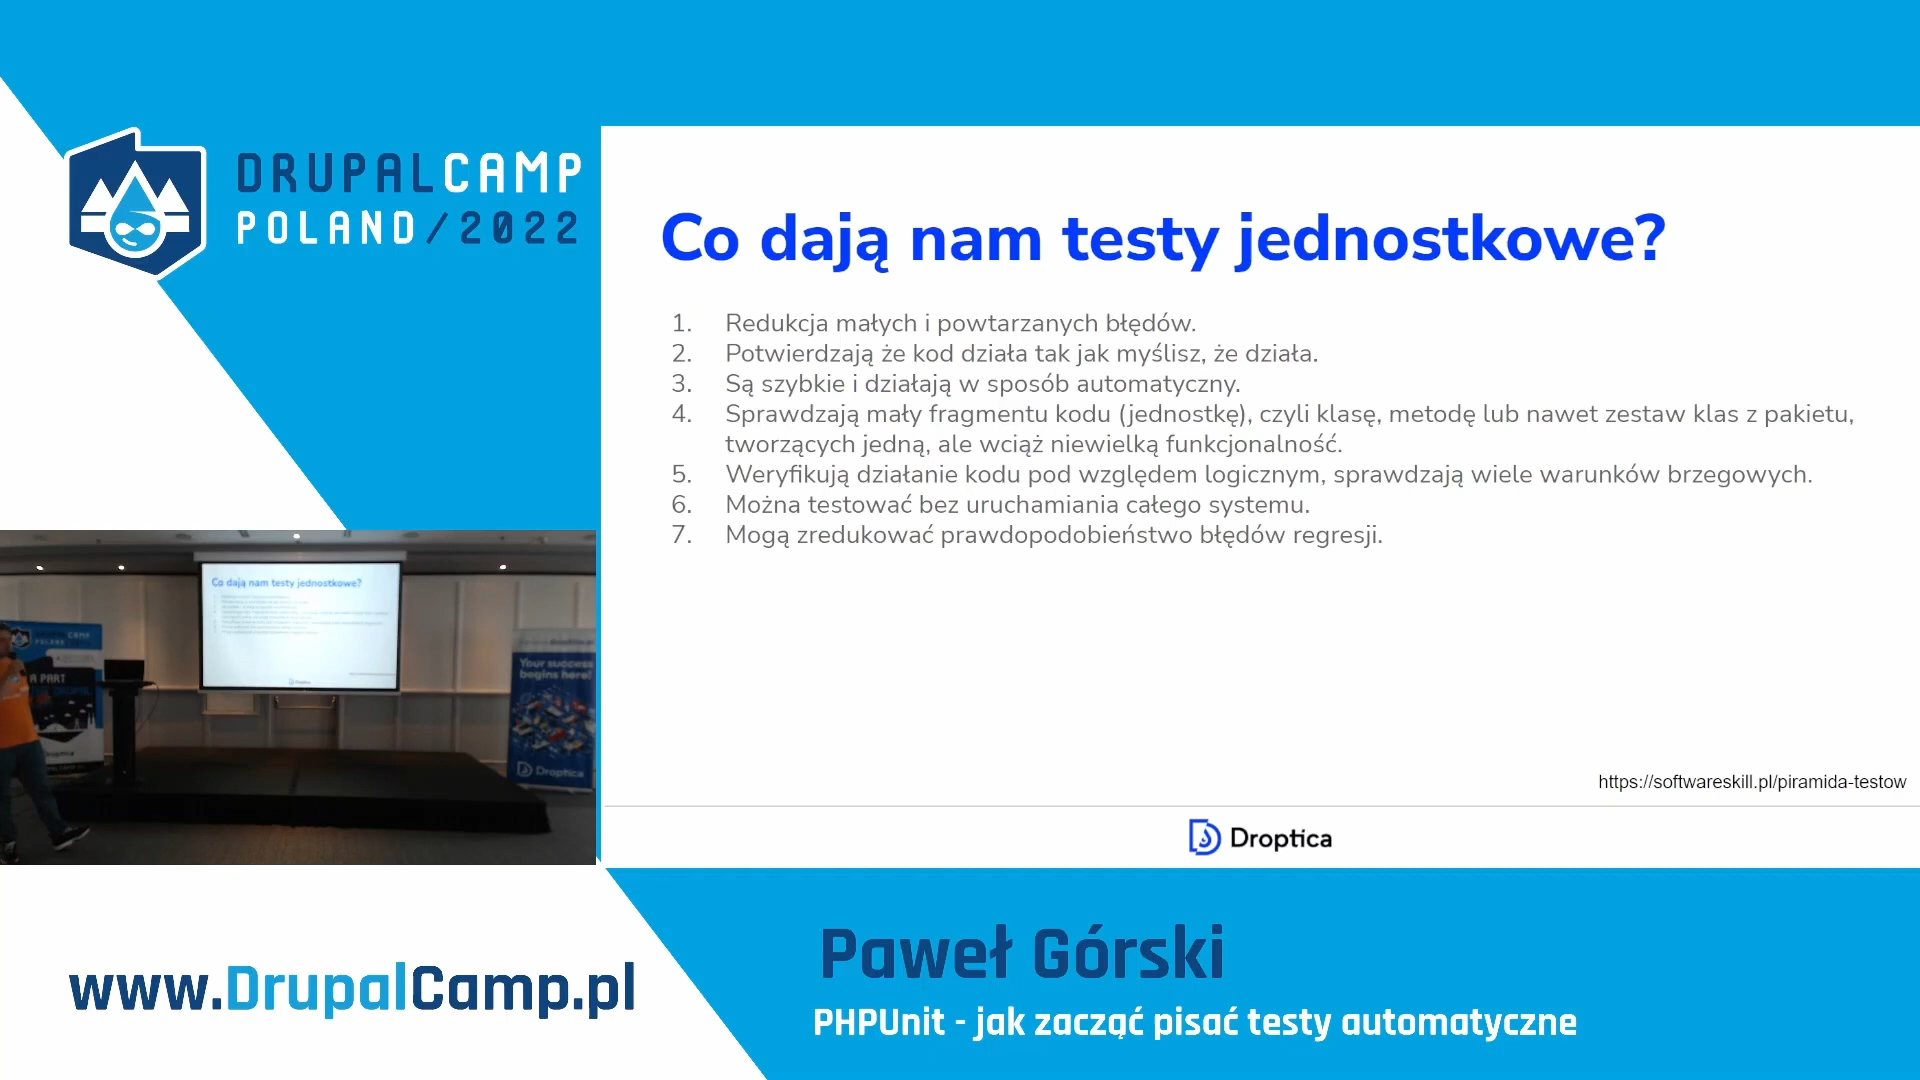 DRUPALCAMP
POLAND/2022
Co dają nam testy jednostkowe?
1. Redukcja małych i powtarzanych błędów.
2. Potwierdzają że kod działa tak jak myślisz, że działa.
3. Są szybkie i działają w sposób automatyczny.
4. Sprawdzają mały fragmentu kodu (jednostkę), czyli klasę, metodę lub nawet zestaw klas z pakietu,
tworzących jedną, ale wciąż niewielką funkcjonalność.
5. Weryfikują działanie kodu pod względem logicznym, sprawdzają wiele warunków brzegowych.
6. Można testować bez uruchamiania całego systemu.
7. Mogą zredukować prawdopodobieństwo błędów regresji.
https://softwareskill.pl/piramida-testow
Droptica
Co dają nam testy jednostkowe?
A PART
Your success
begins here!
Droptica
www.DrupalCamp.pl
Paweł Górski
PHPUnit - jak zacząć pisać testy automatyczne